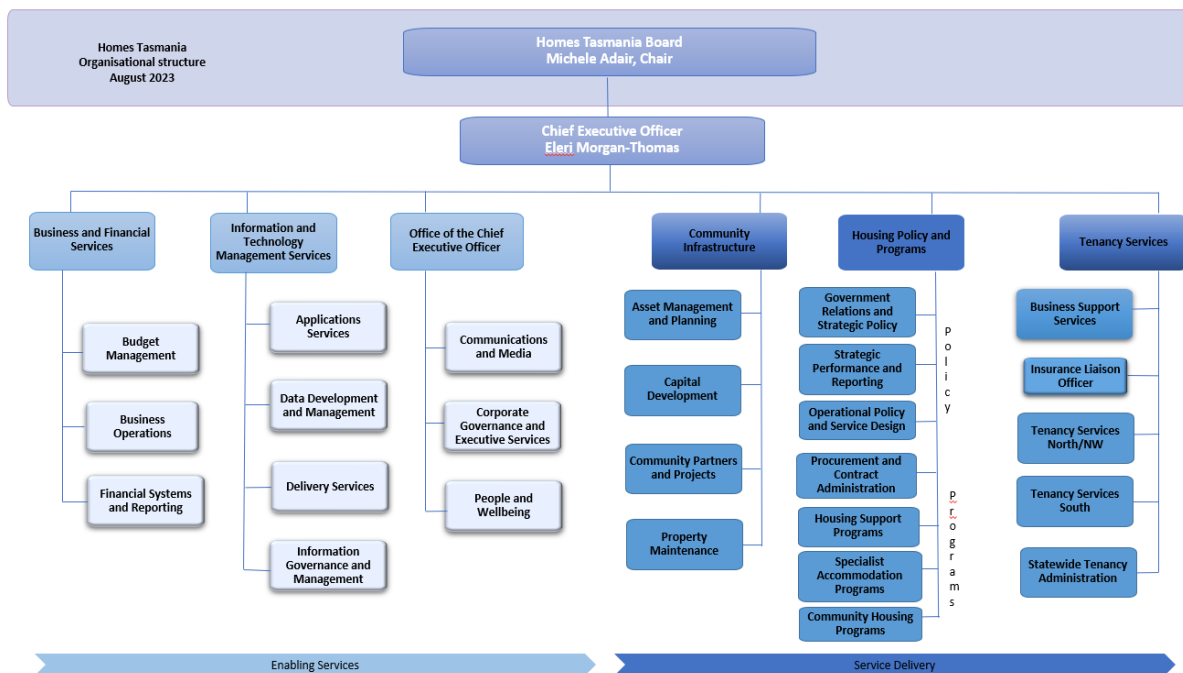 Homes Tasmania
Organisational structure
August 2023
Homes Tasmania Board
Michele Adair, Chair
Chief Executive Officer
Eleri Morgan-Thomas
Business and Financial
Services
Budget
Management
Business
Operations
Financial Systems
and Reporting
Information and
Technology
Management Services
Applications
Services
Data Development
and Management
Delivery Services
Information
Governance and
Management
Office of the Chief
Executive Officer
Communications
and Media
Corporate
Governance and
Executive Services
People and
Wellbeing
Community
Infrastructure
Asset Management
and Planning
Capital
Development
Community Partners
and Projects
Property
Maintenance
Housing Policy and
Programs
Policy
Government
Relations and
Strategic Policy
Strategic
Performance and
Reporting
Operational Policy
and Service Design
Programs
Procurement and
Contract
Administration
Housing Support
Programs
Specialist
Accommodation
Programs
Community Housing
Programs
Tenancy Services
Business Support
Services
Insurance Liaison
Officer
Tenancy Services
North/NW
Tenancy Services
South
Statewide Tenancy
Administration
Enabling Services
Service Delivery